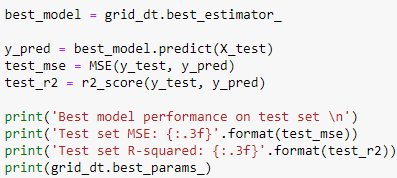 best_model = grid_dt.best_estimator_
y_pred = best_model.predict(X_test)
test_mse = MSE(y_test, y_pred)
test_r2 = r2_score(y_test, y_pred)
print('Best model performance on test set \n')
print('Test set MSE: {:.3f}'.format(test_mse))
print('Test set R-squared: {:.3f}'.format(test_r2))
print(grid_dt.best_params_)